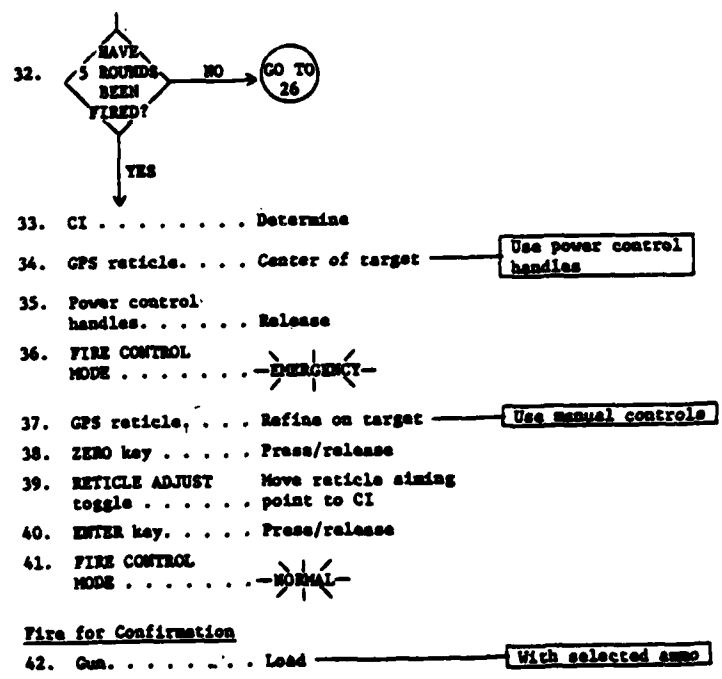 32. HAVE
5 ROUNDS NO GO TO
BEEN 26
FIRED?
YES
33. CI . . . . . . . . Determine
34. GPS reticle. . . . Center of target Use power control
handles
35. Power control
handles. . . . . . Release
36. FIRE CONTROL
MODE . . . . . . . EMERGENCY
37. GPS reticle. . . . Refine on target Use manual controls
38. ZERO key . . . . . Press/release
39. RETICLE ADJUST Move reticle aiming
toggle . . . . . . point to CI
40. ENTER key. . . . . Press/release
41. FIRE CONTROL
MODE . . . . . . . NORMAL
Fire for Confirmation
42. Gun. . . . . . . . Load With selected ammo